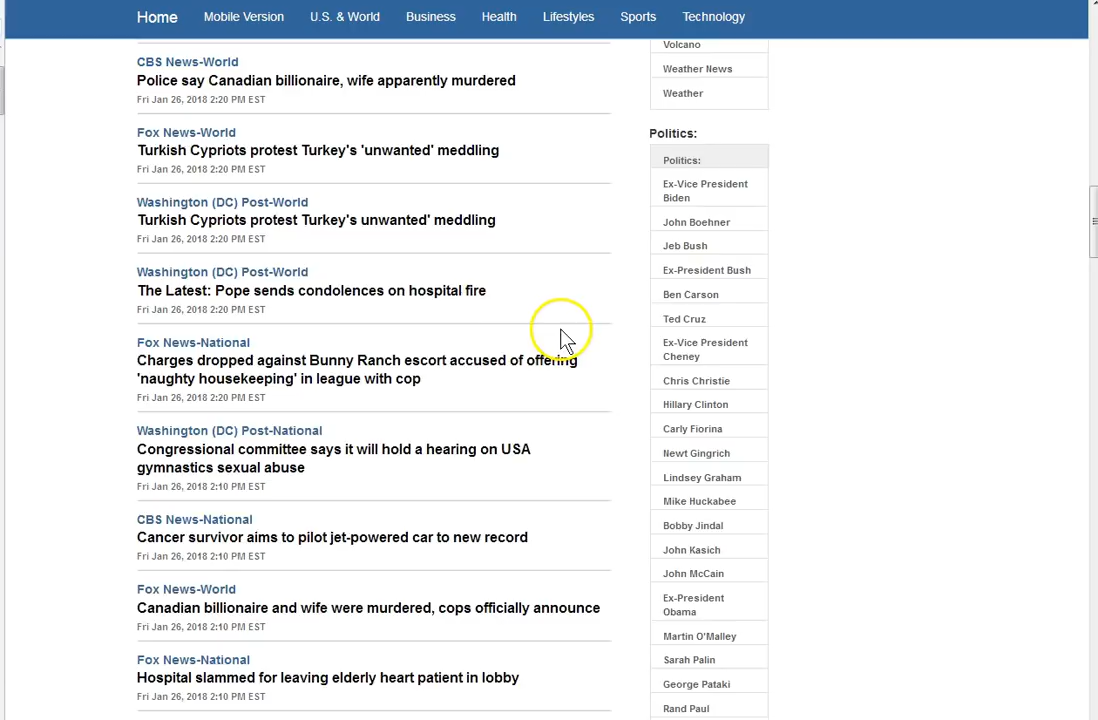 Home Mobile Version U.S. & World Business Health Lifestyles Sports Technology
CBS News-World
Police say Canadian billionaire, wife apparently murdered
Fri Jan 26, 2018 2:20 PM EST
Fox News-World
Turkish Cypriots protest Turkey's 'unwanted' meddling
Fri Jan 26, 2018 2:20 PM EST
Washington (DC) Post-World
Turkish Cypriots protest Turkey's unwanted' meddling
Fri Jan 26, 2018 2:20 PM EST
Washington (DC) Post-World
The Latest: Pope sends condolences on hospital fire
Fri Jan 26, 2018 2:20 PM EST
Fox News-National
Charges dropped against Bunny Ranch escort accused of offering
'naughty housekeeping' in league with cop
Fri Jan 26, 2018 2:20 PM EST
Washington (DC) Post-National
Congressional committee says it will hold a hearing on USA
gymnastics sexual abuse
Fri Jan 26, 2018 2:10 PM EST
CBS News-National
Cancer survivor aims to pilot jet-powered car to new record
Fri Jan 26, 2018 2:10 PM EST
Fox News-World
Canadian billionaire and wife were murdered, cops officially announce
Fri Jan 26, 2018 2:10 PM EST
Fox News-National
Hospital slammed for leaving elderly heart patient in lobby
Fri Jan 26, 2018 2:10 PM EST
Volcano
Weather News
Weather
Politics:
Politics:
Ex-Vice President
Biden
John Boehner
Jeb Bush
Ex-President Bush
Ben Carson
Ted Cruz
Ex-Vice President
Cheney
Chris Christie
Hillary Clinton
Carly Fiorina
Newt Gingrich
Lindsey Graham
Mike Huckabee
Bobby Jindal
John Kasich
John McCain
Ex-President
Obama
Martin O'Malley
Sarah Palin
George Pataki
Rand Paul